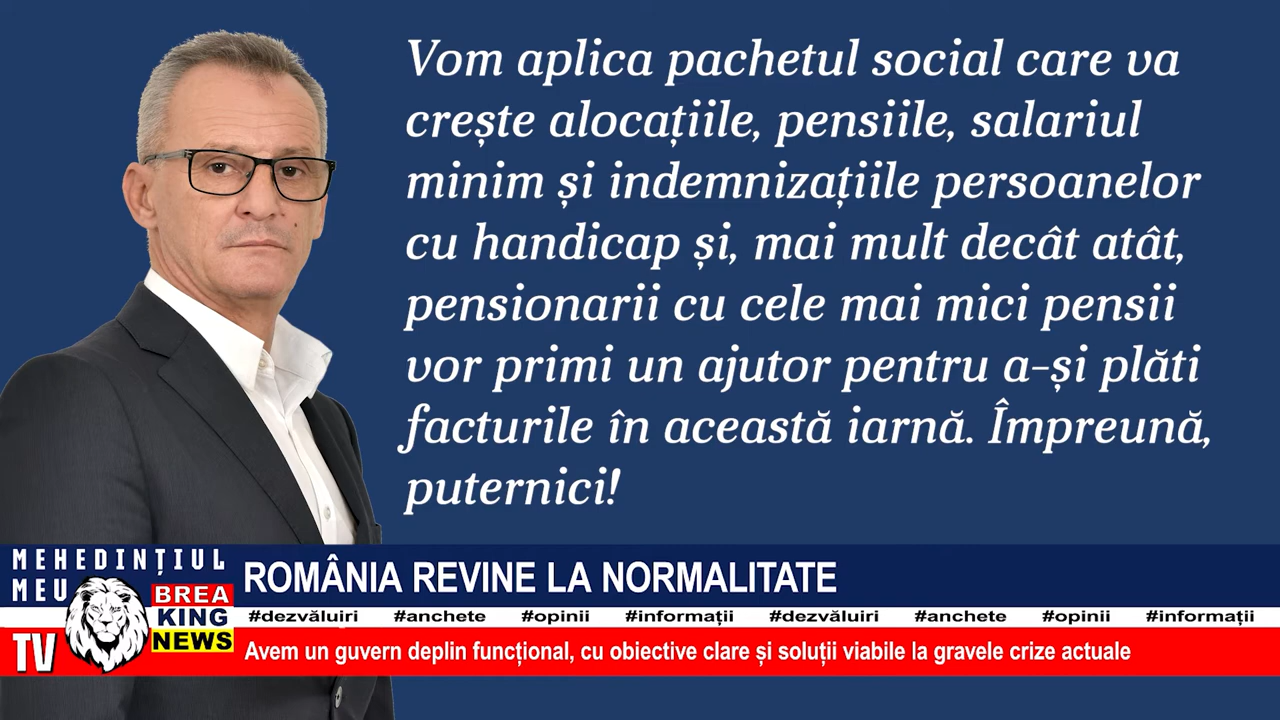 Vom aplica pachetul social care va
crește alocațiile, pensiile, salariul
minim și indemnizațiile persoanelor
cu handicap și, mai mult decât atât,
pensionarii cu cele mai mici pensii
vor primi un ajutor pentru a-și plăti
facturile în această iarnă. Împreună,
puternici!
MEHEDINȚIUL
MEU
TV
BREA
KING
NEWS
ROMÂNIA REVINE LA NORMALITATE
#dezvăluiri #anchete #opinii #informații #dezvăluiri #anchete #opinii #informații
Avem un guvern deplin funcțional, cu obiective clare și soluții viabile la gravele crize actuale